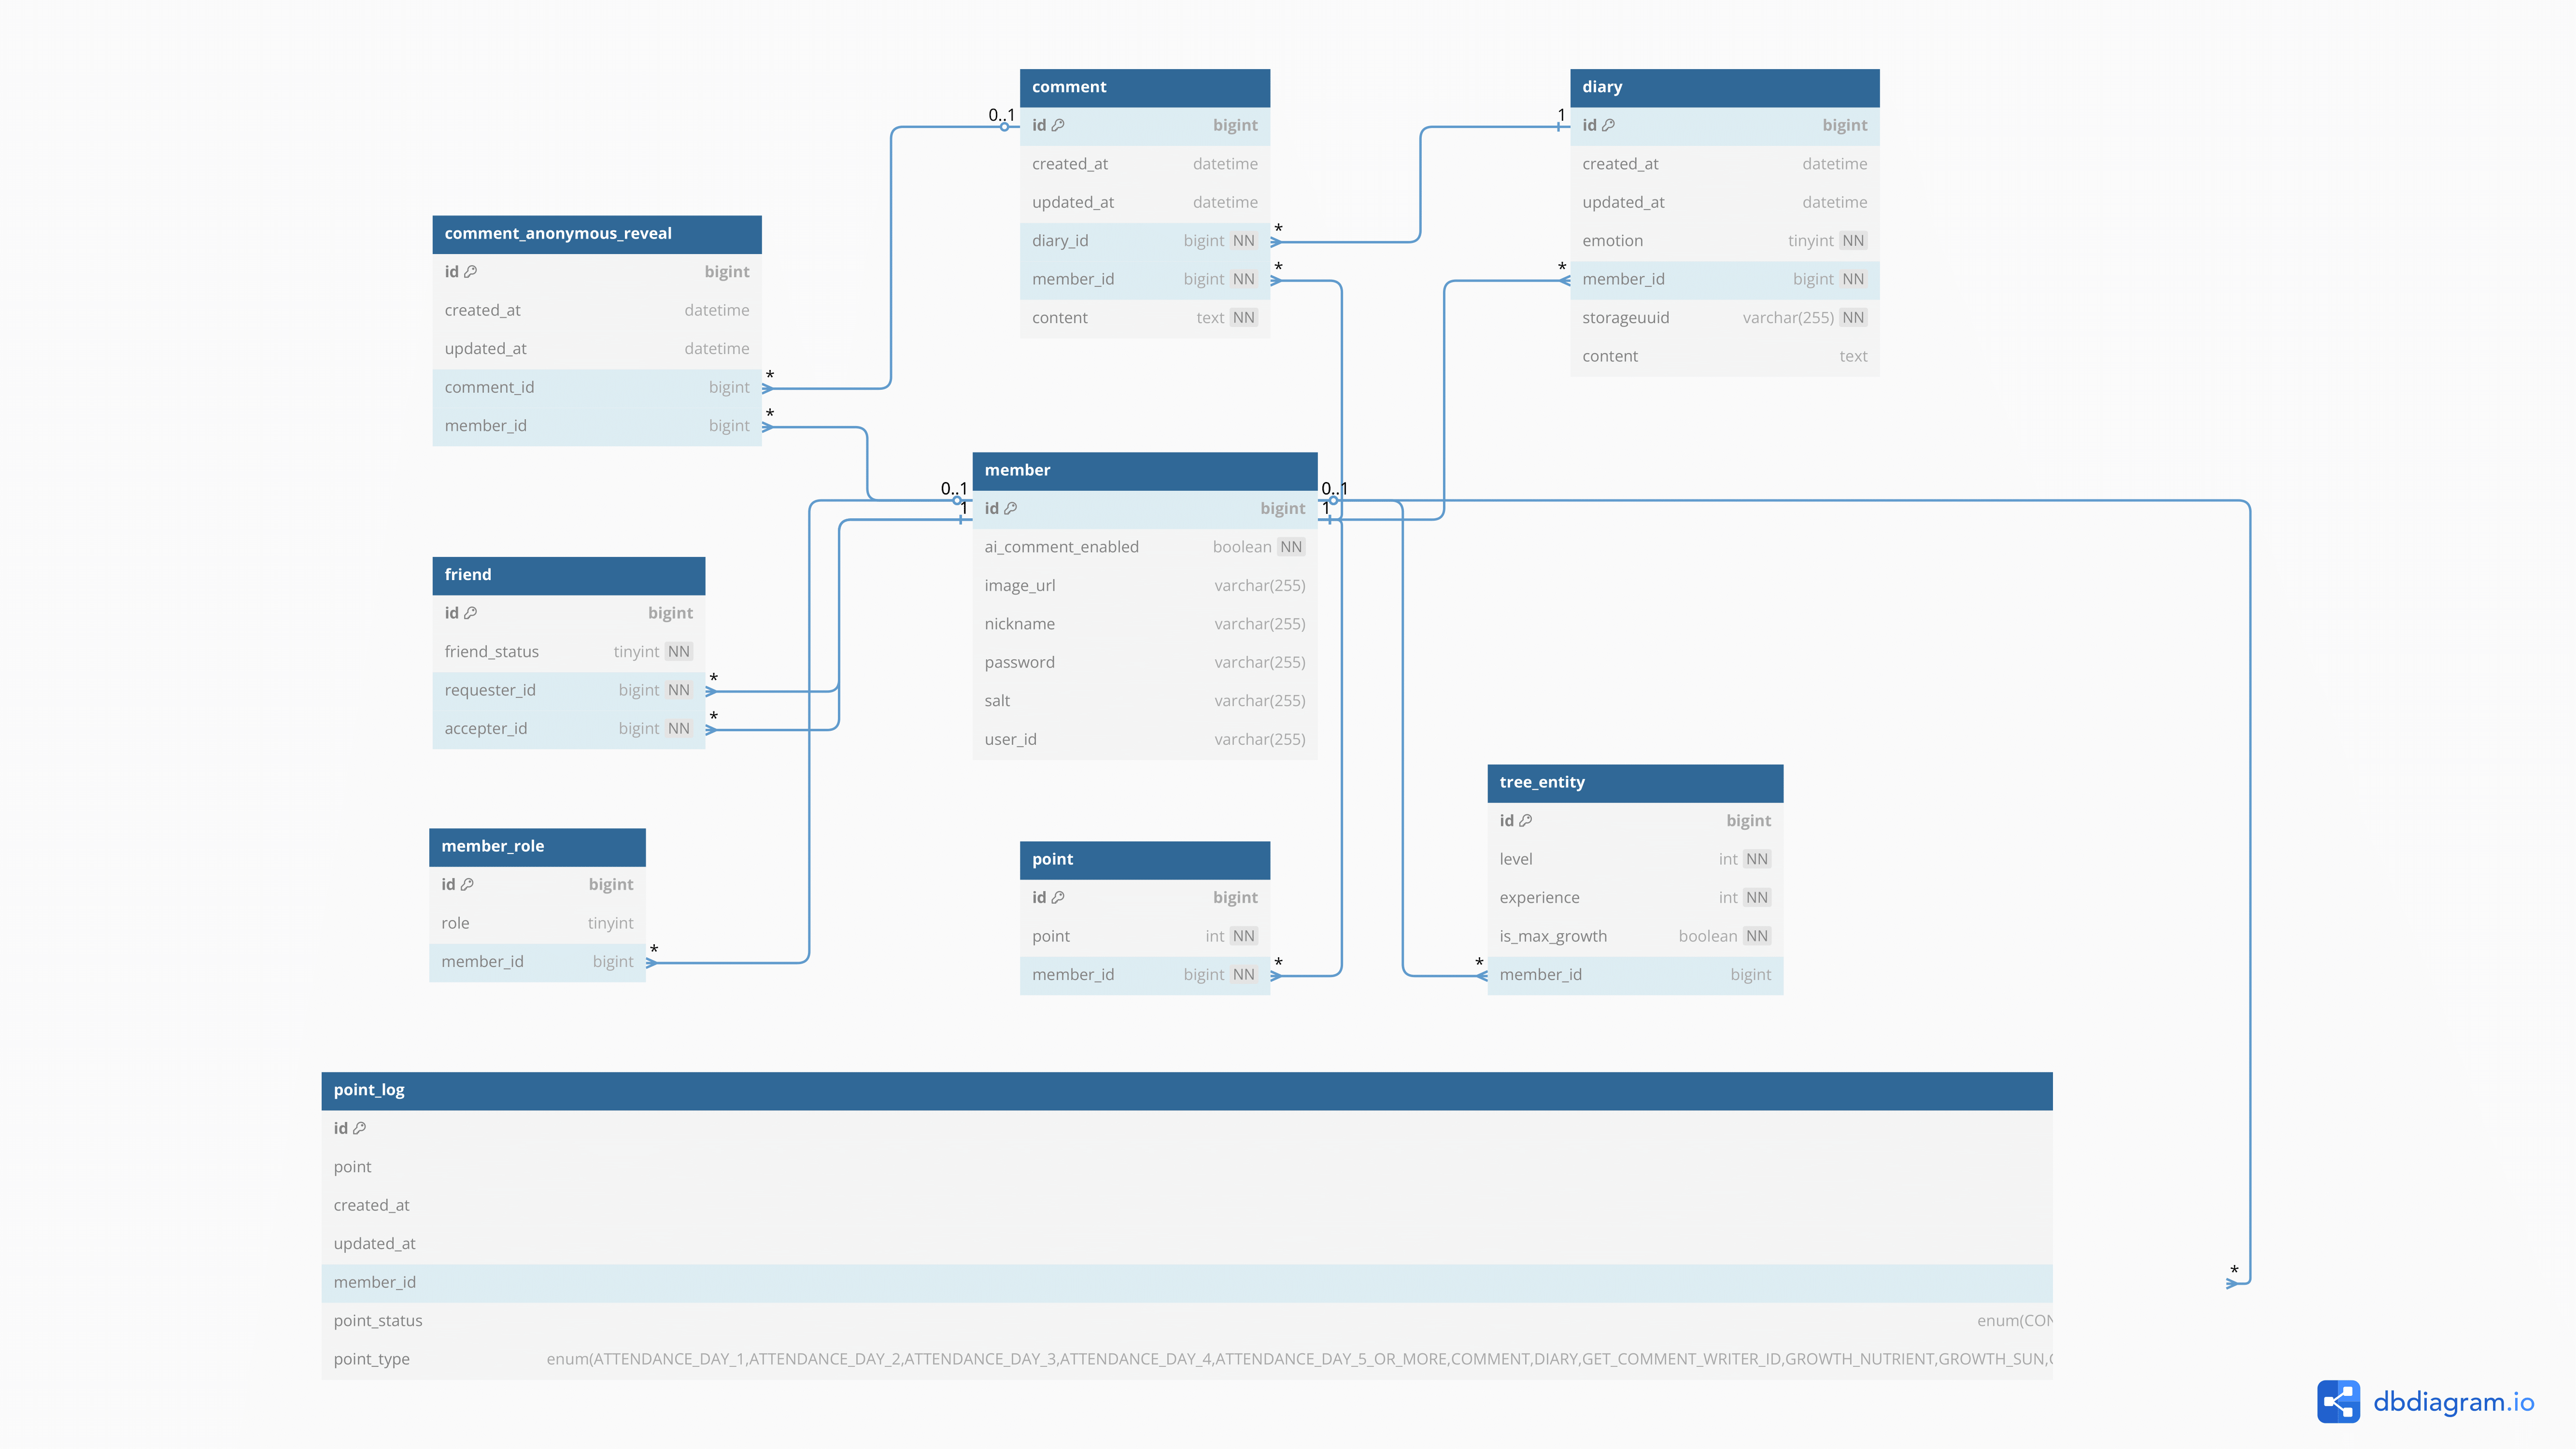 comment
id bigint
created_at datetime
updated_at datetime
diary_id bigint NN
member_id bigint NN
content text NN
0..1
*
*
diary
id bigint
created_at datetime
updated_at datetime
emotion tinyint NN
member_id bigint NN
storageuuid varchar(255) NN
content text
1
*
comment_anonymous_reveal
id bigint
created_at datetime
updated_at datetime
comment_id bigint
member_id bigint
*
*
member
id bigint
ai_comment_enabled boolean NN
image_url varchar(255)
nickname varchar(255)
password varchar(255)
salt varchar(255)
user_id varchar(255)
0..1
1
0..1
1
friend
id bigint
friend_status tinyint NN
requester_id bigint NN
accepter_id bigint NN
*
*
member_role
id bigint
role tinyint
member_id bigint
*
point
id bigint
point int NN
member_id bigint NN
*
tree_entity
id bigint
level int NN
experience int NN
is_max_growth boolean NN
member_id bigint
*
point_log
id
point
created_at
updated_at
member_id
*
point_status enum(CON
point_type enum(ATTENDANCE_DAY_1,ATTENDANCE_DAY_2,ATTENDANCE_DAY_3,ATTENDANCE_DAY_4,ATTENDANCE_DAY_5_OR_MORE,COMMENT,DIARY,GET_COMMENT_WRITER_ID,GROWTH_NUTRIENT,GROWTH_SUN,
dbdiagram.io